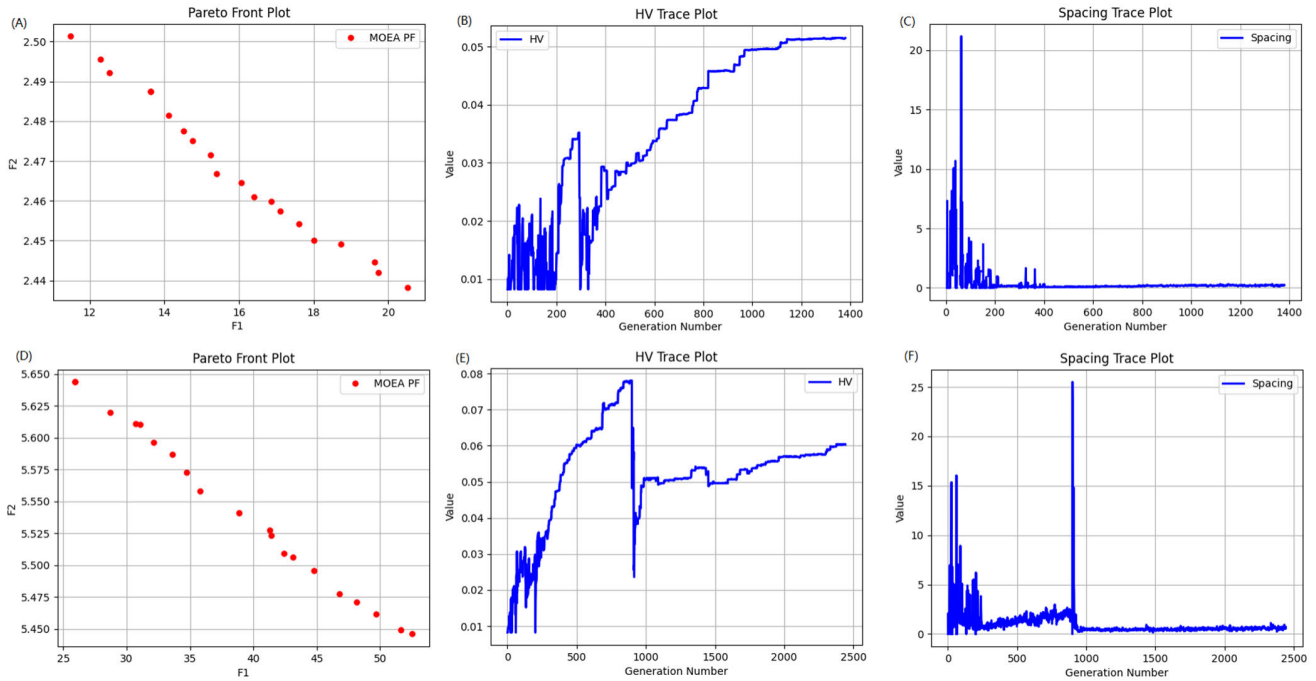 (A)
Pareto Front Plot
MOEA PF
2.50
2.49
2.48
2.47
2.46
2.45
2.44
F2
12 14 16 18 20
F1
(B)
HV Trace Plot
HV
0.05
0.04
0.03
0.02
0.01
Value
0 200 400 600 800 1000 1200 1400
Generation Number
(C)
Spacing Trace Plot
Spacing
20
15
10
5
0
Value
0 200 400 600 800 1000 1200 1400
Generation Number
(D)
Pareto Front Plot
MOEA PF
5.650
5.625
5.600
5.575
5.550
5.525
5.500
5.475
5.450
F2
25 30 35 40 45 50
F1
(E)
HV Trace Plot
HV
0.08
0.07
0.06
0.05
0.04
0.03
0.02
0.01
Value
0 500 1000 1500 2000 2500
Generation Number
(F)
Spacing Trace Plot
Spacing
25
20
15
10
5
0
Value
0 500 1000 1500 2000 2500
Generation Number